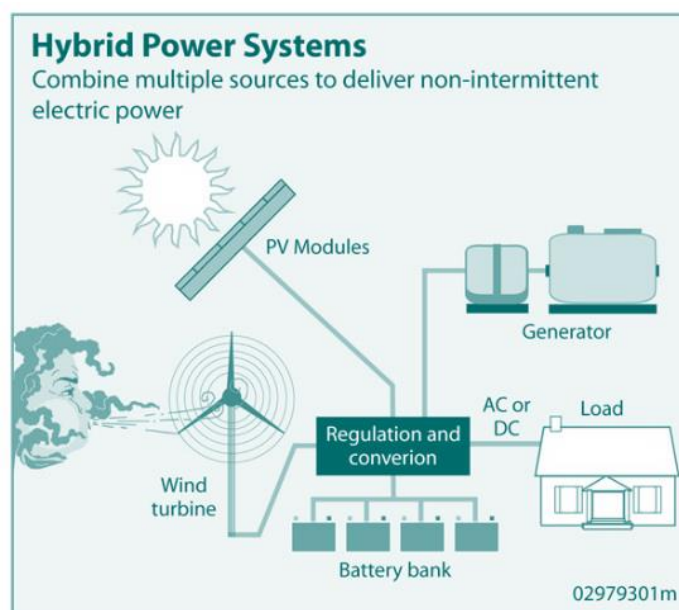 Hybrid Power Systems
Combine multiple sources to deliver non-intermittent
electric power
PV Modules
Generator
AC or
DC
Load
Regulation and
converion
Wind
turbine
Battery bank
02979301m